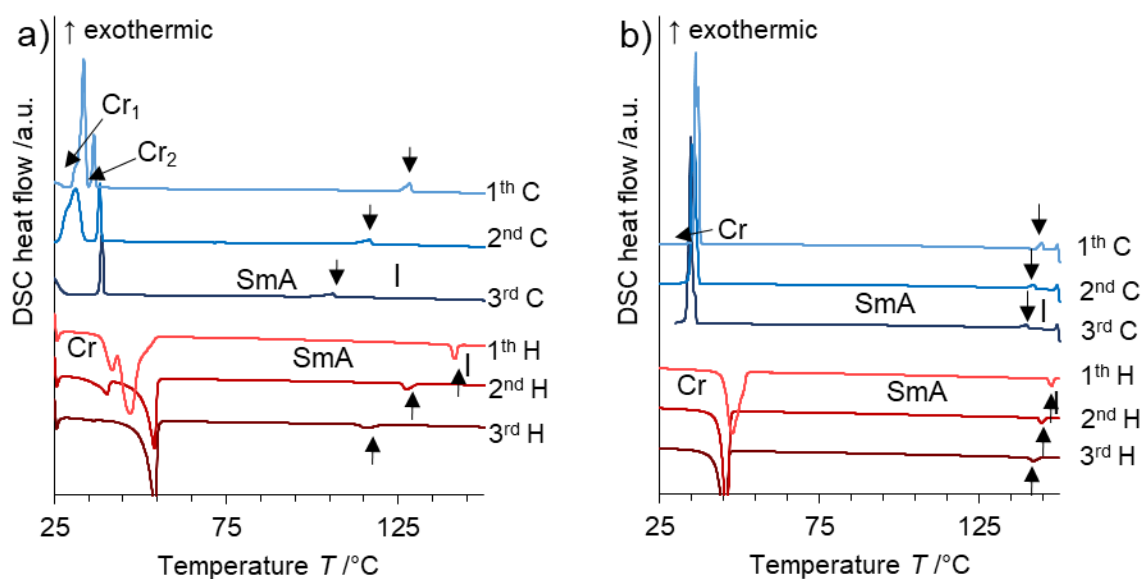 a) ↑ exothermic
Cr₁
Cr₂
1ᵗʰ C
2ⁿᵈ C
SmA
I
3ʳᵈ C
Cr
SmA
1ᵗʰ H
I
2ⁿᵈ H
3ʳᵈ H
DSC heat flow /a.u.
25
125
Temperature T /°C
b) ↑ exothermic
Cr
1ᵗʰ C
2ⁿᵈ C
SmA
I
3ʳᵈ C
Cr
SmA
1ᵗʰ H
I
2ⁿᵈ H
3ʳᵈ H
DSC heat flow /a.u.
25
75
125
Temperature T /°C